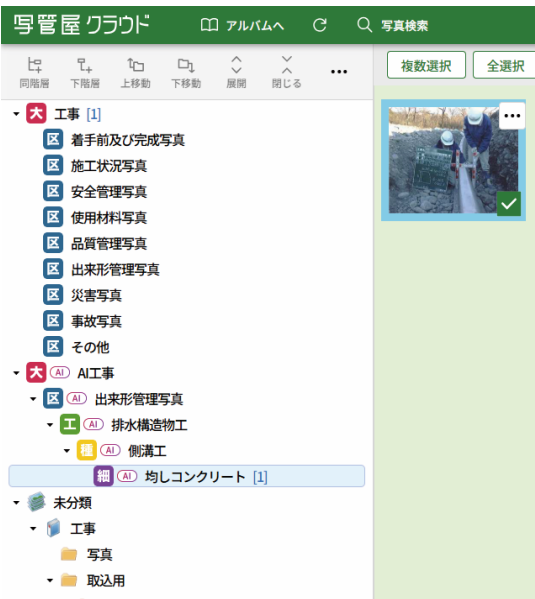 写管屋クラウド アルバムへ 写真検索
同階層 下階層 上移動 下移動 展開 閉じる
複数選択 全選択
大 工事 [1]
区 着手前及び完成写真
区 施工状況写真
区 安全管理写真
区 使用材料写真
区 品質管理写真
区 出来形管理写真
区 災害写真
区 事故写真
区 その他
大 AI AI工事
区 AI 出来形管理写真
工 AI 排水構造物工
種 AI 側溝工
細 AI 均しコンクリート [1]
未分類
工事
写真
取込用